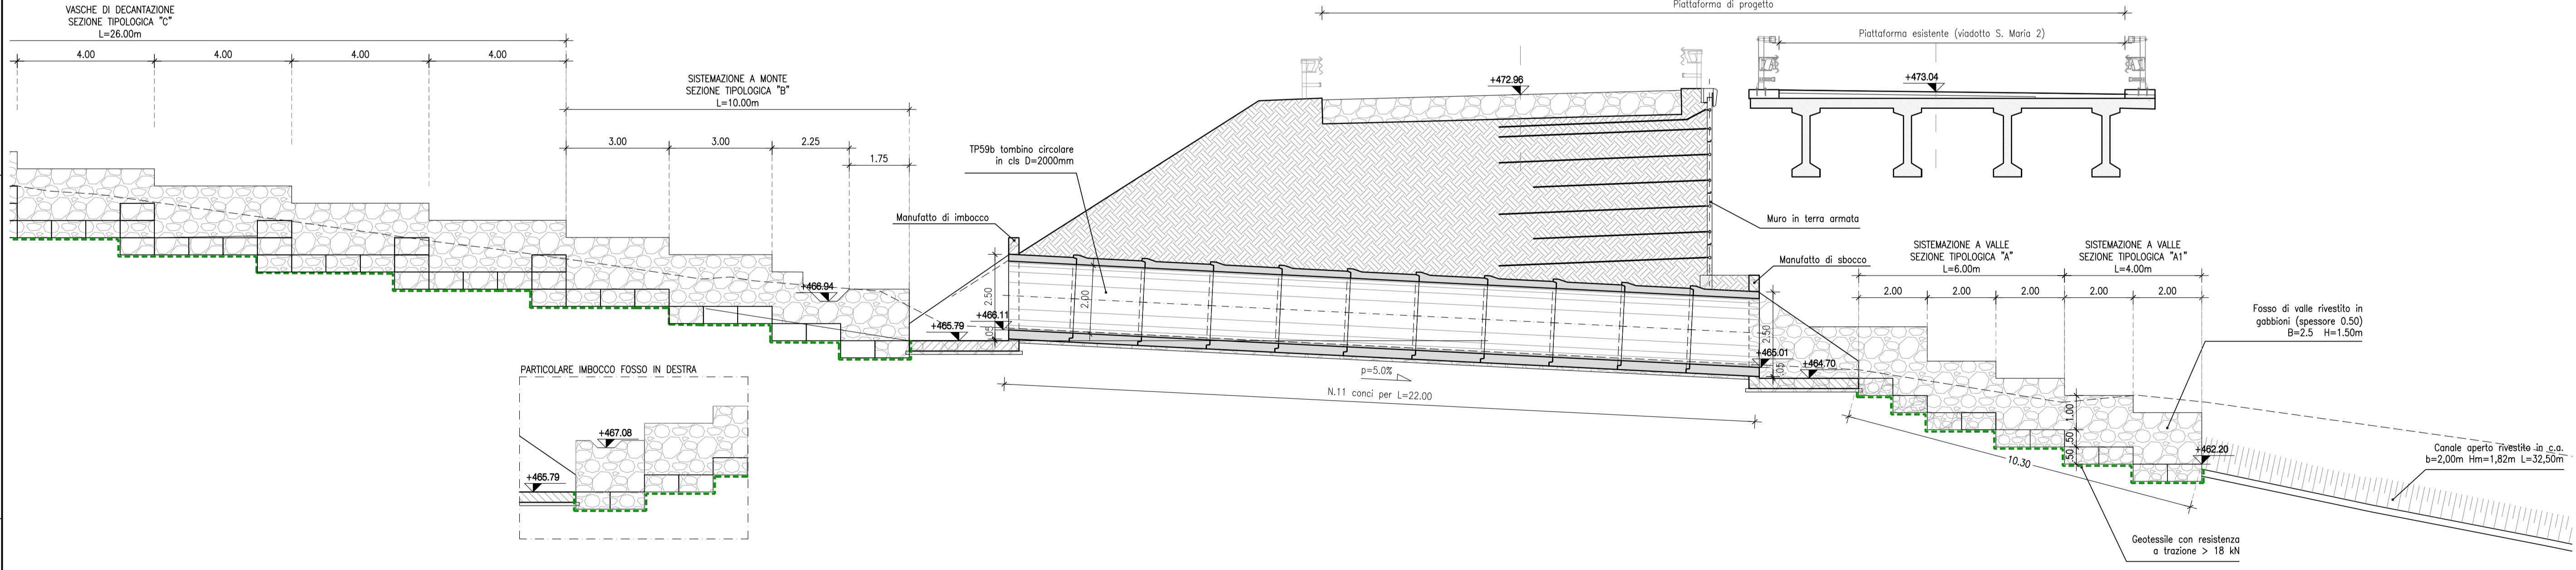 VASCHE DI DECANTAZIONE
SEZIONE TIPOLOGICA "C"
L=26.00m
4.00
4.00
4.00
4.00
SISTEMAZIONE A MONTE
SEZIONE TIPOLOGICA "B"
L=10.00m
3.00
3.00
2.25
1.75
+466.94
TP59b tombino circolare
in cls D=2000mm
Manufatto di imbocco
2.50
2.00
+466.11
+465.79
.05
Piattaforma di progetto
+472.96
Piattaforma esistente (viadotto S. Maria 2)
+473.04
Muro in terra armata
Manufatto di sbocco
2.50
+465.01
+464.70
.05
p=5.0%
N.11 conci per L=22.00
SISTEMAZIONE A VALLE
SEZIONE TIPOLOGICA "A"
L=6.00m
SISTEMAZIONE A VALLE
SEZIONE TIPOLOGICA "A1"
L=4.00m
2.00
2.00
2.00
2.00
2.00
Fosso di valle rivestito in
gabbioni (spessore 0.50)
B=2.5 H=1.50m
1.00
.50
.50
+462.20
10.30
Canale aperto rivestito in c.a.
b=2,00m Hm=1,82m L=32,50m
Geotessile con resistenza
a trazione > 18 kN
PARTICOLARE IMBOCCO FOSSO IN DESTRA
+467.08
+465.79